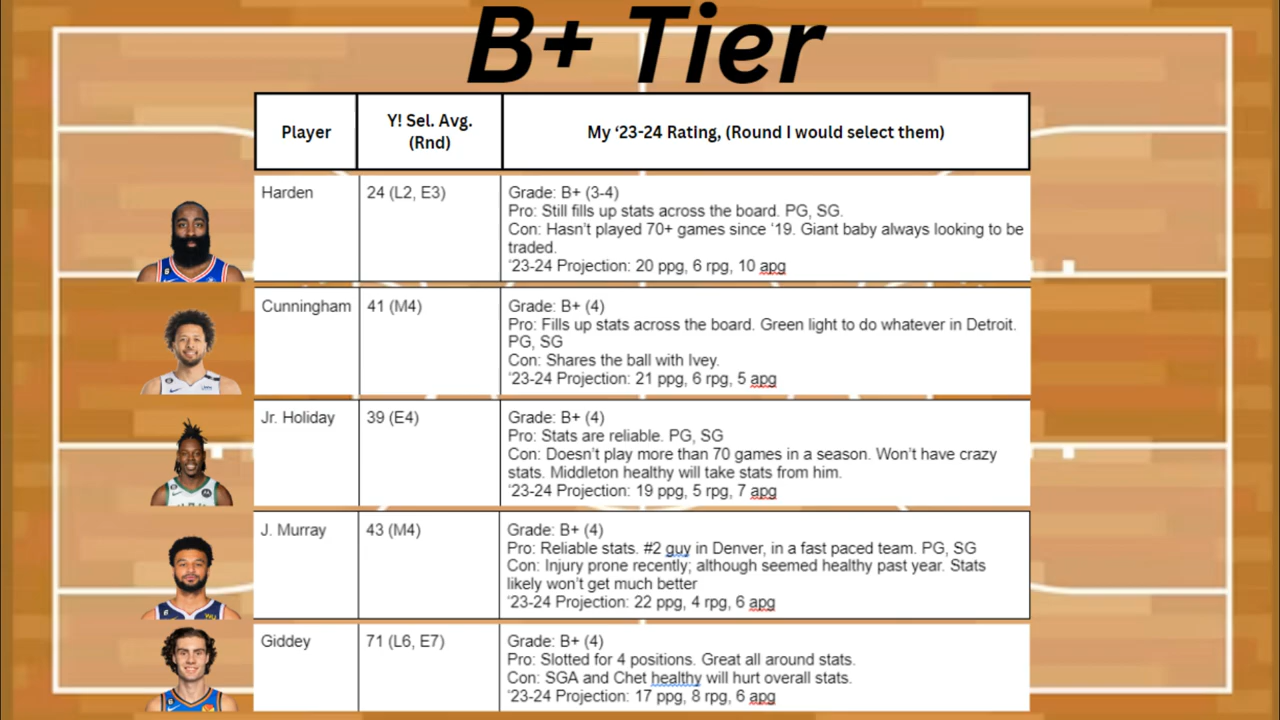 B+ Tier
Player
Y! Sel. Avg.
(Rnd)
My ‘23-24 Rating, (Round I would select them)
Harden
24 (L2, E3)
Grade: B+ (3-4)
Pro: Still fills up stats across the board. PG, SG.
Con: Hasn’t played 70+ games since ‘19. Giant baby always looking to be
traded.
‘23-24 Projection: 20 ppg, 6 rpg, 10 apg
Cunningham
41 (M4)
Grade: B+ (4)
Pro: Fills up stats across the board. Green light to do whatever in Detroit.
PG, SG
Con: Shares the ball with Ivey.
‘23-24 Projection: 21 ppg, 6 rpg, 5 apg
Jr. Holiday
39 (E4)
Grade: B+ (4)
Pro: Stats are reliable. PG, SG
Con: Doesn’t play more than 70 games in a season. Won’t have crazy
stats. Middleton healthy will take stats from him.
‘23-24 Projection: 19 ppg, 5 rpg, 7 apg
J. Murray
43 (M4)
Grade: B+ (4)
Pro: Reliable stats. #2 guy in Denver, in a fast paced team. PG, SG
Con: Injury prone recently; although seemed healthy past year. Stats
likely won’t get much better
‘23-24 Projection: 22 ppg, 4 rpg, 6 apg
Giddey
71 (L6, E7)
Grade: B+ (4)
Pro: Slotted for 4 positions. Great all around stats.
Con: SGA and Chet healthy will hurt overall stats.
‘23-24 Projection: 17 ppg, 8 rpg, 6 apg